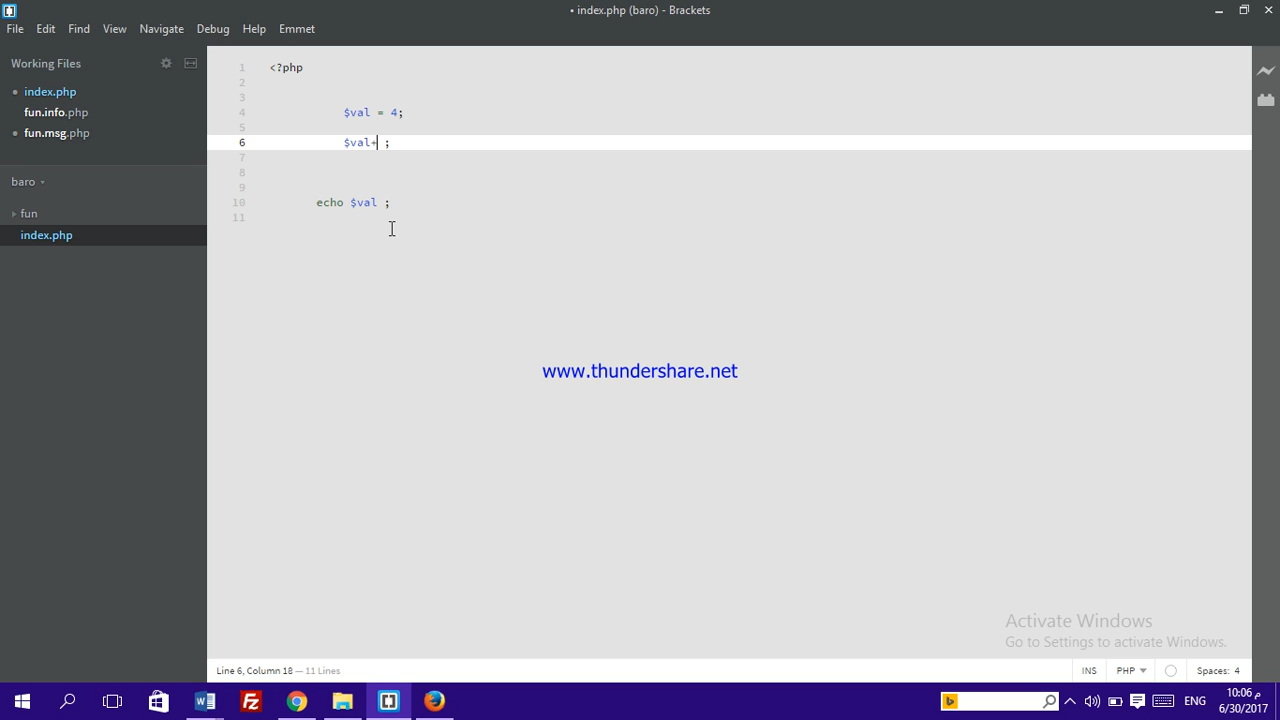 • index.php (baro) - Brackets
File Edit Find View Navigate Debug Help Emmet
Working Files
index.php
fun.info.php
fun.msg.php
baro
fun
index.php
1 <?php
2
3
4 $val = 4;
5
6 $val+ ;
7
8
9
10 echo $val ;
11
www.thundershare.net
Activate Windows
Go to Settings to activate Windows.
Line 6, Column 18 — 11 Lines
INS PHP Spaces: 4
ENG
10:06 م
6/30/2017